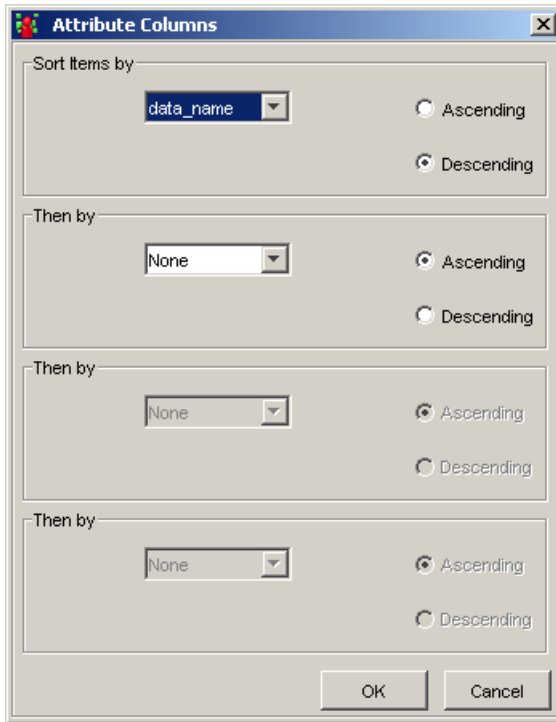 Attribute Columns
Sort Items by
data_name
Ascending
Descending
Then by
None
Ascending
Descending
Then by
None
Ascending
Descending
Then by
None
Ascending
Descending
OK Cancel